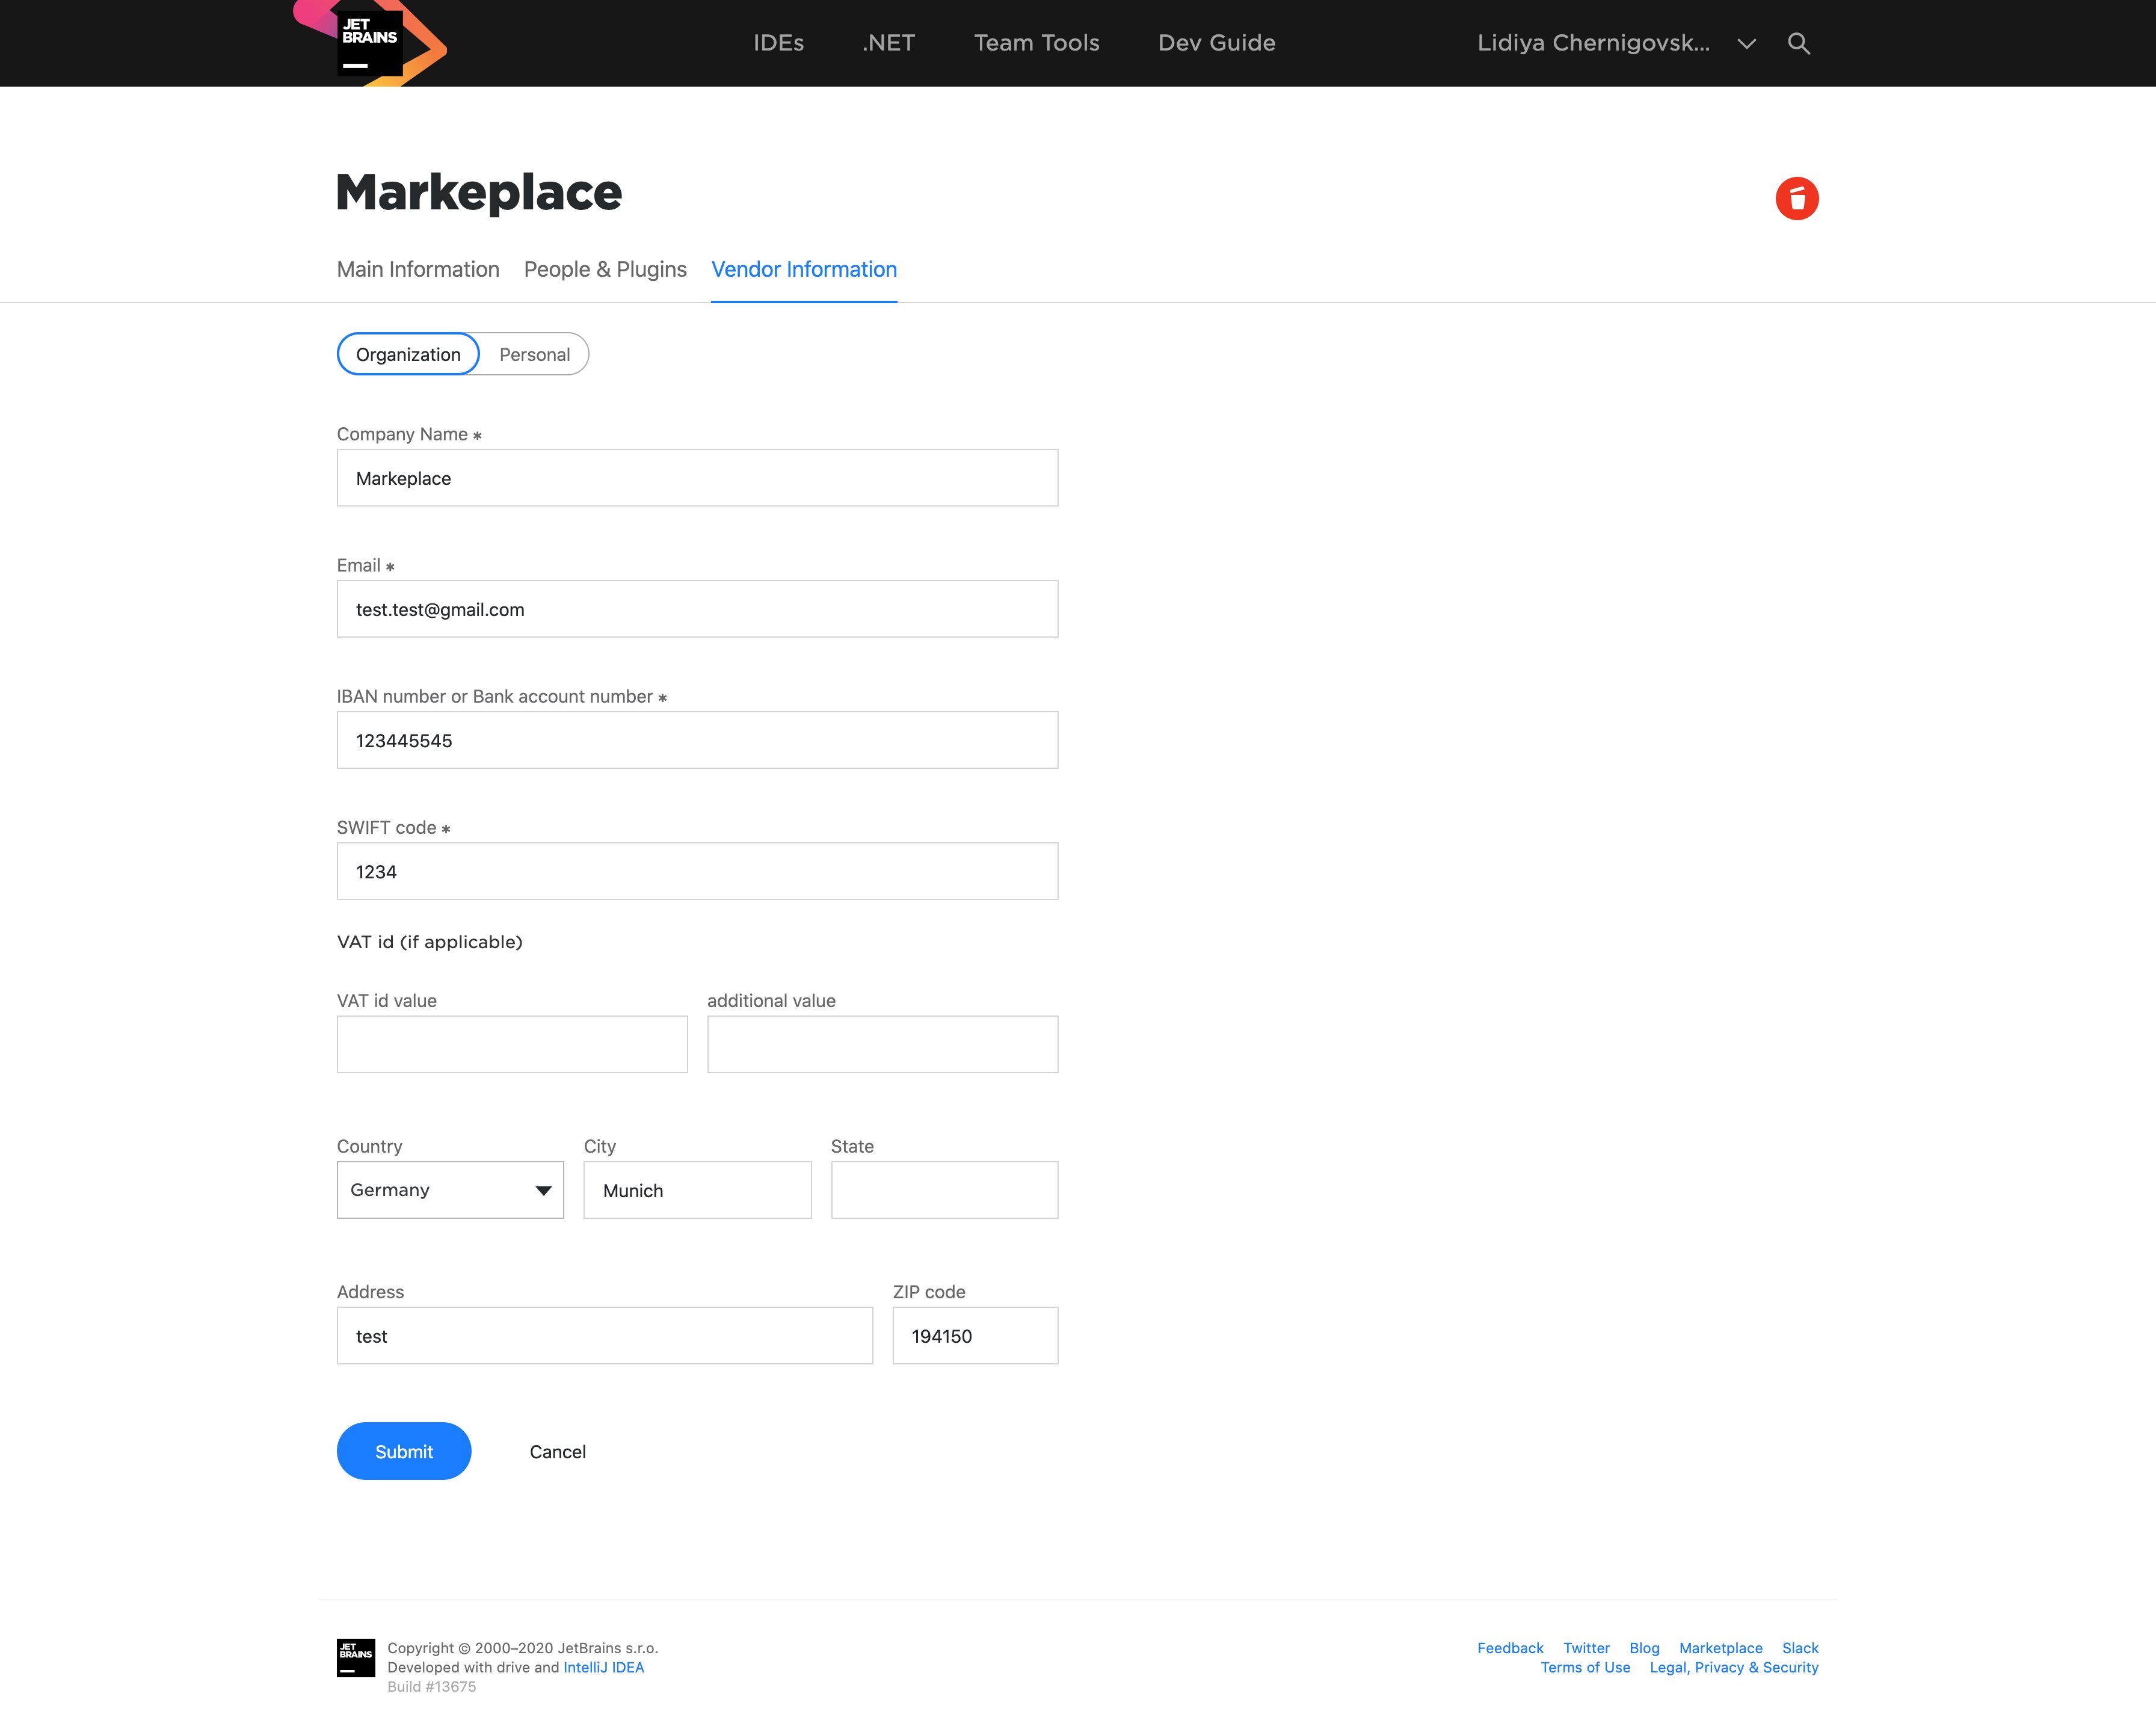 JET
BRAINS
IDEs .NET Team Tools Dev Guide Lidiya Chernigovsk...
Markeplace
Main Information People & Plugins Vendor Information
Organization Personal
Company Name *
Markeplace
Email *
test.test@gmail.com
IBAN number or Bank account number *
123445545
SWIFT code *
1234
VAT id (if applicable)
VAT id value additional value
Country City State
Germany Munich
Address ZIP code
test 194150
Submit Cancel
JET
BRAINS
Copyright © 2000–2020 JetBrains s.r.o.
Developed with drive and IntelliJ IDEA
Build #13675
Feedback Twitter Blog Marketplace Slack
Terms of Use Legal, Privacy & Security